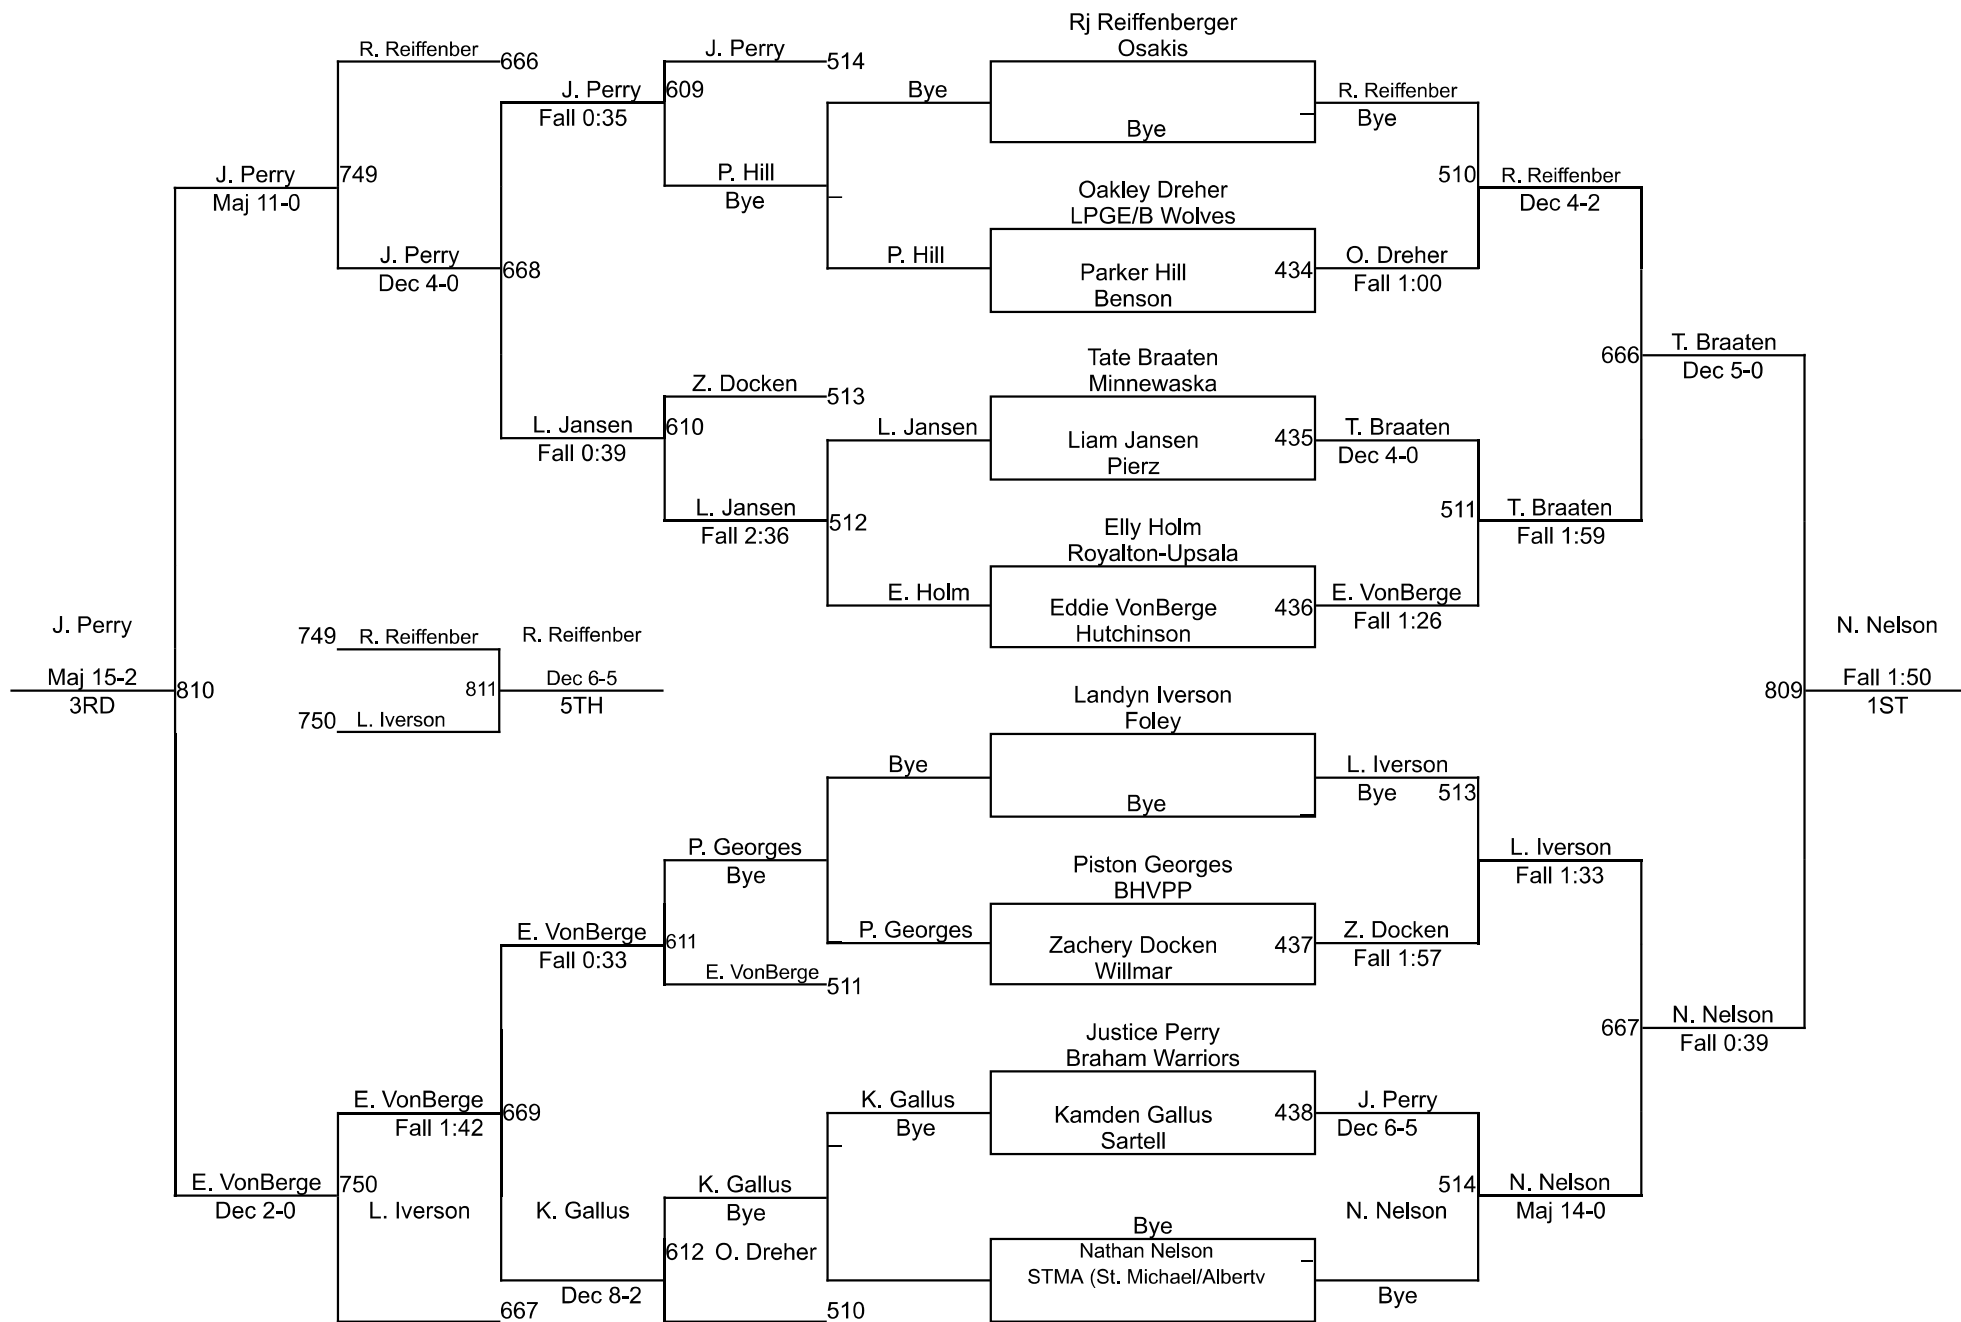 Rj Reiffenberger
Osakis
R. Reiffenber
666
J. Perry
514
J. Perry
609
Fall 0:35
Bye
Bye
R. Reiffenber
Bye
J. Perry
749
Maj 11-0
P. Hill
Bye
Oakley Dreher
LPGE/B Wolves
510
R. Reiffenber
Dec 4-2
J. Perry
668
Dec 4-0
P. Hill
Parker Hill
Benson
434
O. Dreher
Fall 1:00
Tate Braaten
Minnewaska
666
T. Braaten
Dec 5-0
Z. Docken
513
L. Jansen
610
Fall 0:39
L. Jansen
Liam Jansen
Pierz
435
T. Braaten
Dec 4-0
L. Jansen
512
Fall 2:36
Elly Holm
Royalton-Upsala
511
T. Braaten
Fall 1:59
E. Holm
Eddie VonBerge
Hutchinson
436
E. VonBerge
Fall 1:26
J. Perry
Maj 15-2
3RD
810
749
R. Reiffenber
R. Reiffenber
811
Dec 6-5
5TH
750
L. Iverson
N. Nelson
809
Fall 1:50
1ST
Landyn Iverson
Foley
Bye
Bye
L. Iverson
Bye
513
P. Georges
Bye
Piston Georges
BHVPP
L. Iverson
Fall 1:33
E. VonBerge
611
Fall 0:33
P. Georges
Zachery Docken
Willmar
437
Z. Docken
Fall 1:57
E. VonBerge
511
Justice Perry
Braham Warriors
667
N. Nelson
Fall 0:39
E. VonBerge
669
Fall 1:42
K. Gallus
Bye
Kamden Gallus
Sartell
438
J. Perry
Dec 6-5
E. VonBerge
750
Dec 2-0
L. Iverson
K. Gallus
K. Gallus
Bye
Bye
Nathan Nelson
STMA (St. Michael/Albertv
514
N. Nelson
N. Nelson
Maj 14-0
612
O. Dreher
Dec 8-2
Bye
667
510